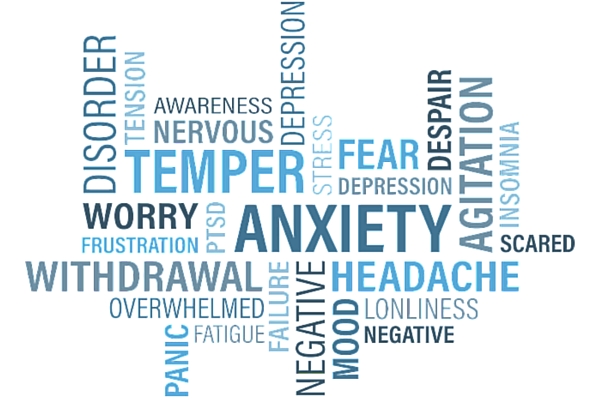 DISORDER
TENSION
AWARENESS
DEPRESSION
NERVOUS
TEMPER
STRESS
FEAR
DESPAIR
AGITATION
INSOMNIA
DEPRESSION
WORRY
PTSD
ANXIETY
FRUSTRATION
SCARED
WITHDRAWAL
FAILURE
NEGATIVE
HEADACHE
OVERWHELMED
MOOD
LONLINESS
PANIC
FATIGUE
NEGATIVE